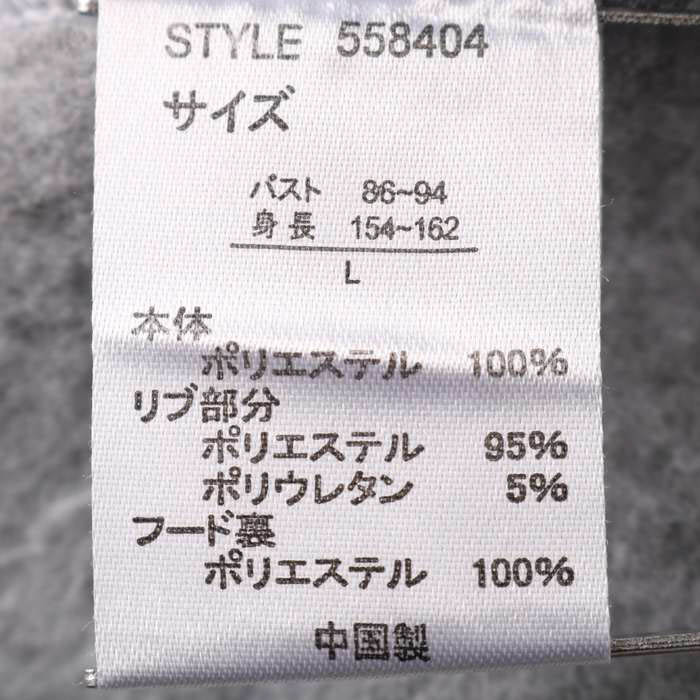 STYLE 558404
サイズ
バスト 86~94
身長 154~162
L
本体
ポリエステル 100%
リブ部分
ポリエステル 95%
ポリウレタン 5%
フード裏
ポリエステル 100%
中国製